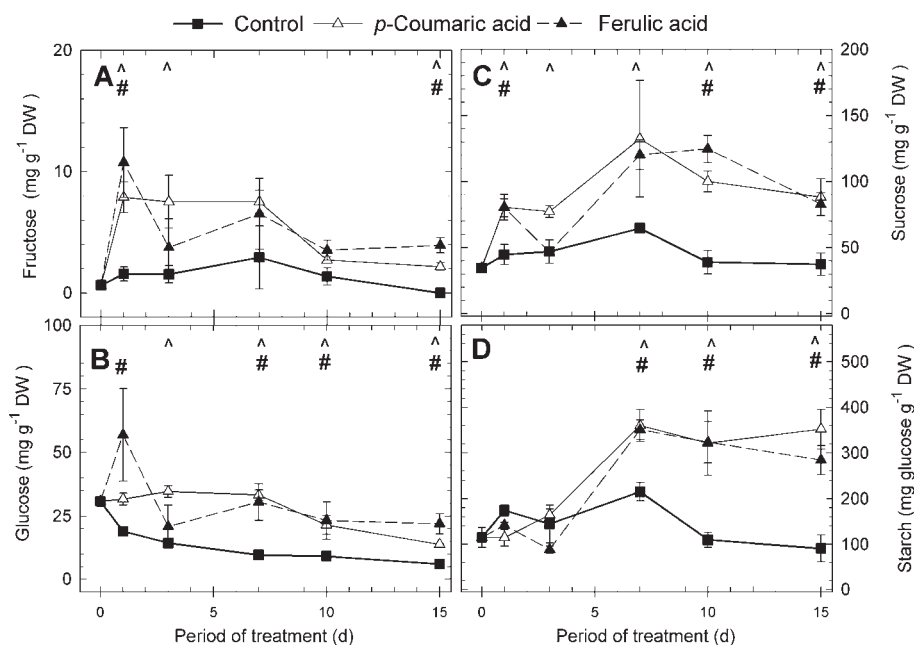 Control p-Coumaric acid Ferulic acid
A
^ ^ ^
# #
20
10
0
Fructose (mg g-1 DW)
C
^ ^ ^ ^ ^
# # #
200
150
100
50
0
Sucrose (mg g-1 DW)
B
^ ^ ^ ^
# # # #
100
75
50
25
0
Glucose (mg g-1 DW)
0 5 10 15
Period of treatment (d)
D
^ ^ ^
# # #
500
400
300
200
100
0
Starch (mg glucose g-1 DW)
0 5 10 15
Period of treatment (d)